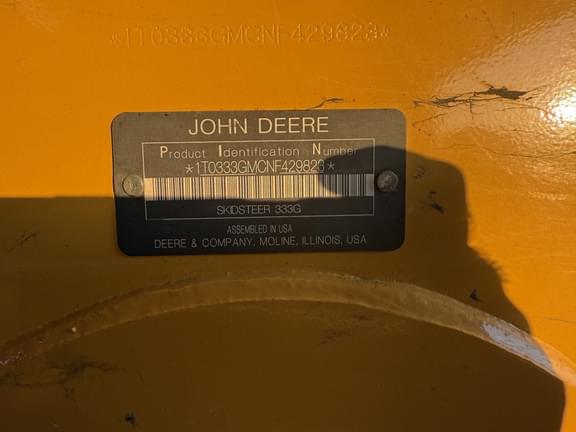 *1T0333GMCNF429823*
JOHN DEERE
Product Identification Number
*1T0333GMCNF429823*
SKIDSTEER 333G
ASSEMBLED IN USA
DEERE & COMPANY, MOLINE, ILLINOIS, USA